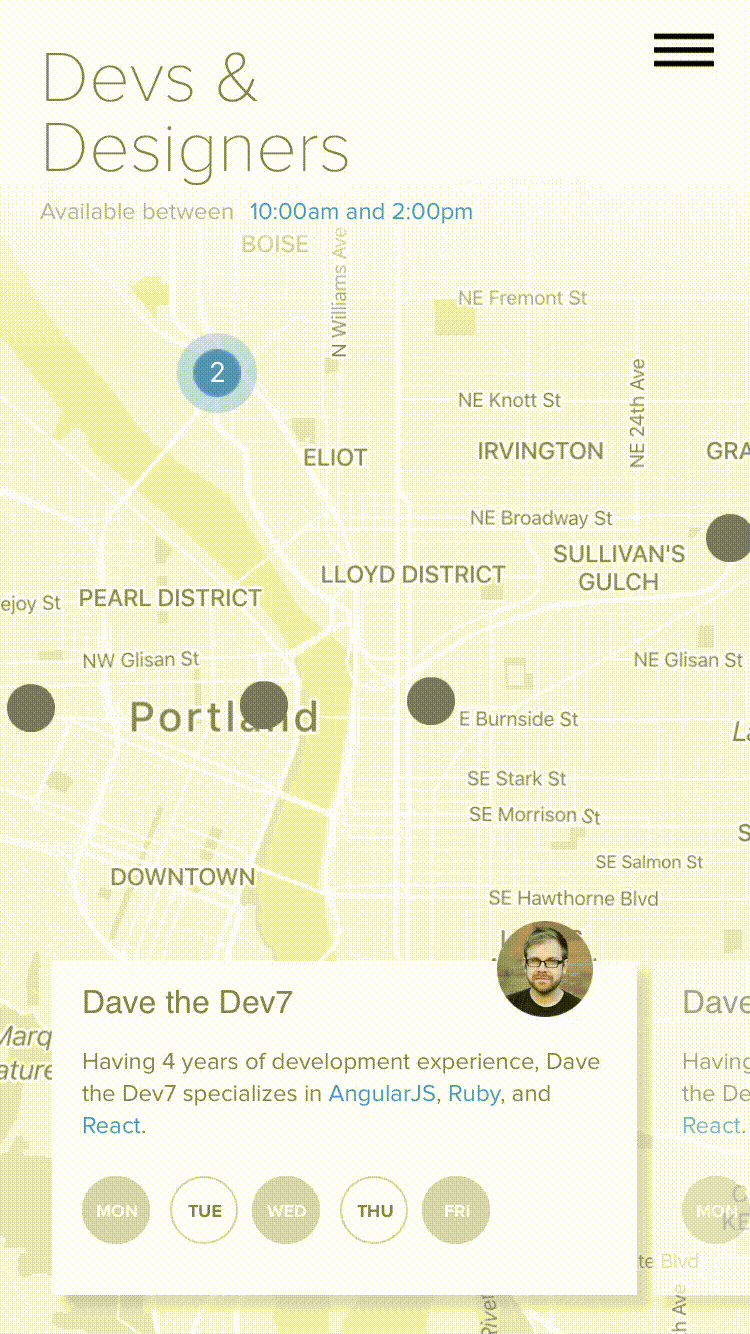 Devs &
Designers
Available between 10:00am and 2:00pm
BOISE
N Williams Ave
NE Fremont St
2
NE Knott St
NE 24th Ave
ELIOT
IRVINGTON
GRA
NE Broadway St
SULLIVAN'S
GULCH
LLOYD DISTRICT
ejoy St
PEARL DISTRICT
NW Glisan St
NE Glisan St
Portland
E Burnside St
La
SE Stark St
SE Morrison St
S
SE Salmon St
DOWNTOWN
SE Hawthorne Blvd
Dave the Dev7
Dave
Marq
ature
Having 4 years of development experience, Dave
the Dev7 specializes in AngularJS, Ruby, and
React.
Having
the De
React.
MON TUE WED THU FRI
MON
KE
te Blvd
River
h Ave